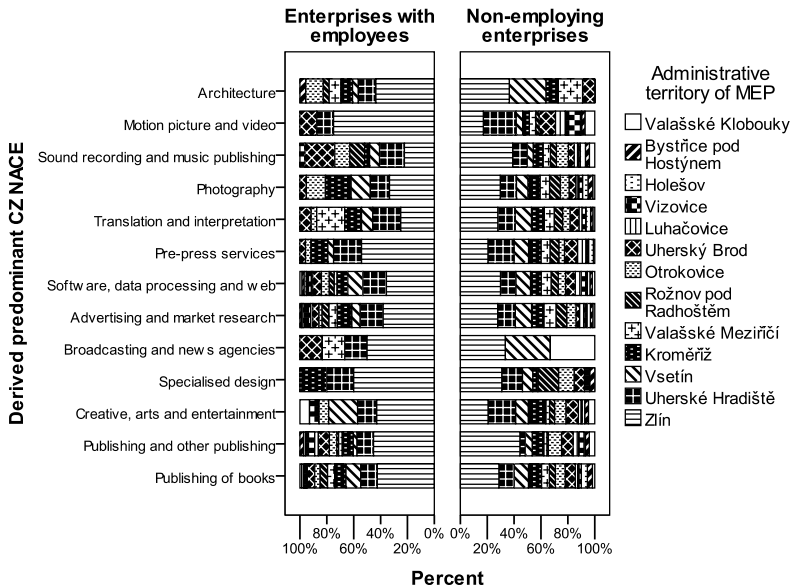 Enterprises with
employees
Non-employing
enterprises
Derived predominant CZ NACE
Architecture
Motion picture and video
Sound recording and music publishing
Photography
Translation and interpretation
Pre-press services
Software, data processing and web
Advertising and market research
Broadcasting and news agencies
Specialised design
Creative, arts and entertainment
Publishing and other publishing
Publishing of books
Administrative
territory of MEP
Valašské Klobouky
Bystřice pod
Hostýnem
Holešov
Vizovice
Luhačovice
Uherský Brod
Otrokovice
Rožnov pod
Radhoštěm
Valašské Meziříčí
Kroměříž
Vsetín
Uherské Hradiště
Zlín
80% 40% 0% 0% 40% 80%
100% 60% 20% 20% 60% 100%
Percent